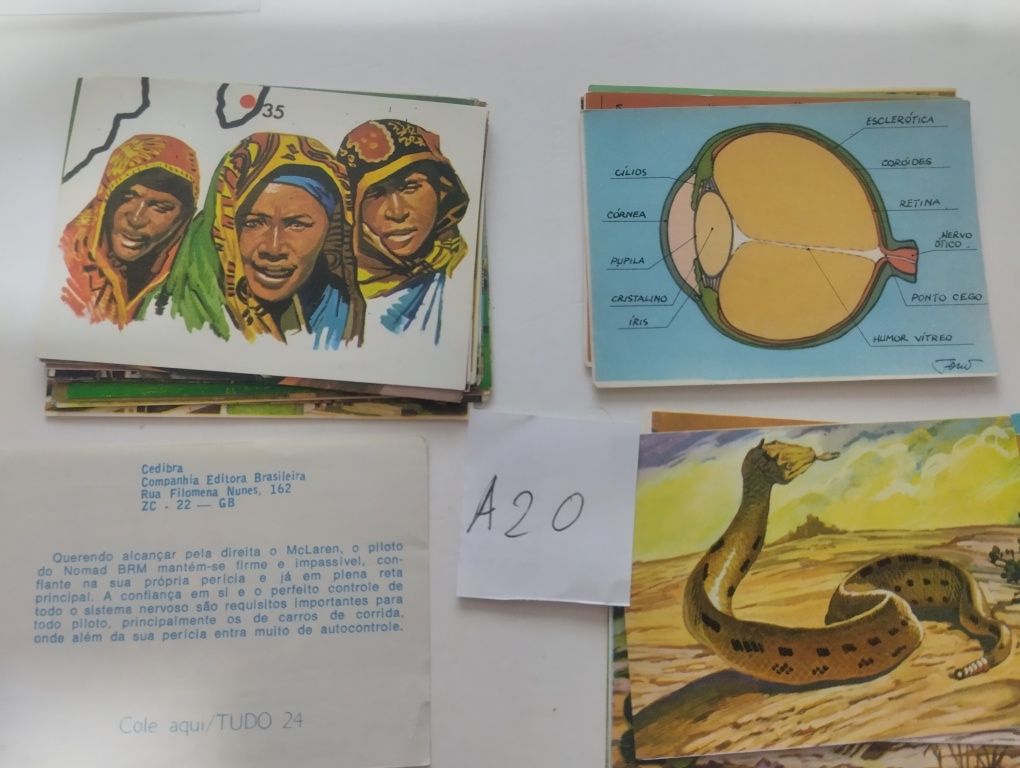 35
ESCLERÓTICA
CÍLIOS
CORÓIDES
CÓRNEA
RETINA
NERVO
ÓTICO
PUPILA
CRISTALINO
PONTO CEGO
ÍRIS
HUMOR VÍTREO
Cedibra
Companhia Editora Brasileira
Rua Filomena Nunes, 162
ZC - 22 — GB
A20
Querendo alcançar pela direita o McLaren, o piloto
do Nomad BRM mantém-se firme e impassível, con-
fiante na sua própria perícia e já em plena reta
principal. A confiança em si e o perfeito controle de
todo o sistema nervoso são requisitos importantes para
todo piloto, principalmente os de carros de corrida,
onde além da sua perícia entra muito de autocontrole.
Cole aqui/TUDO 24